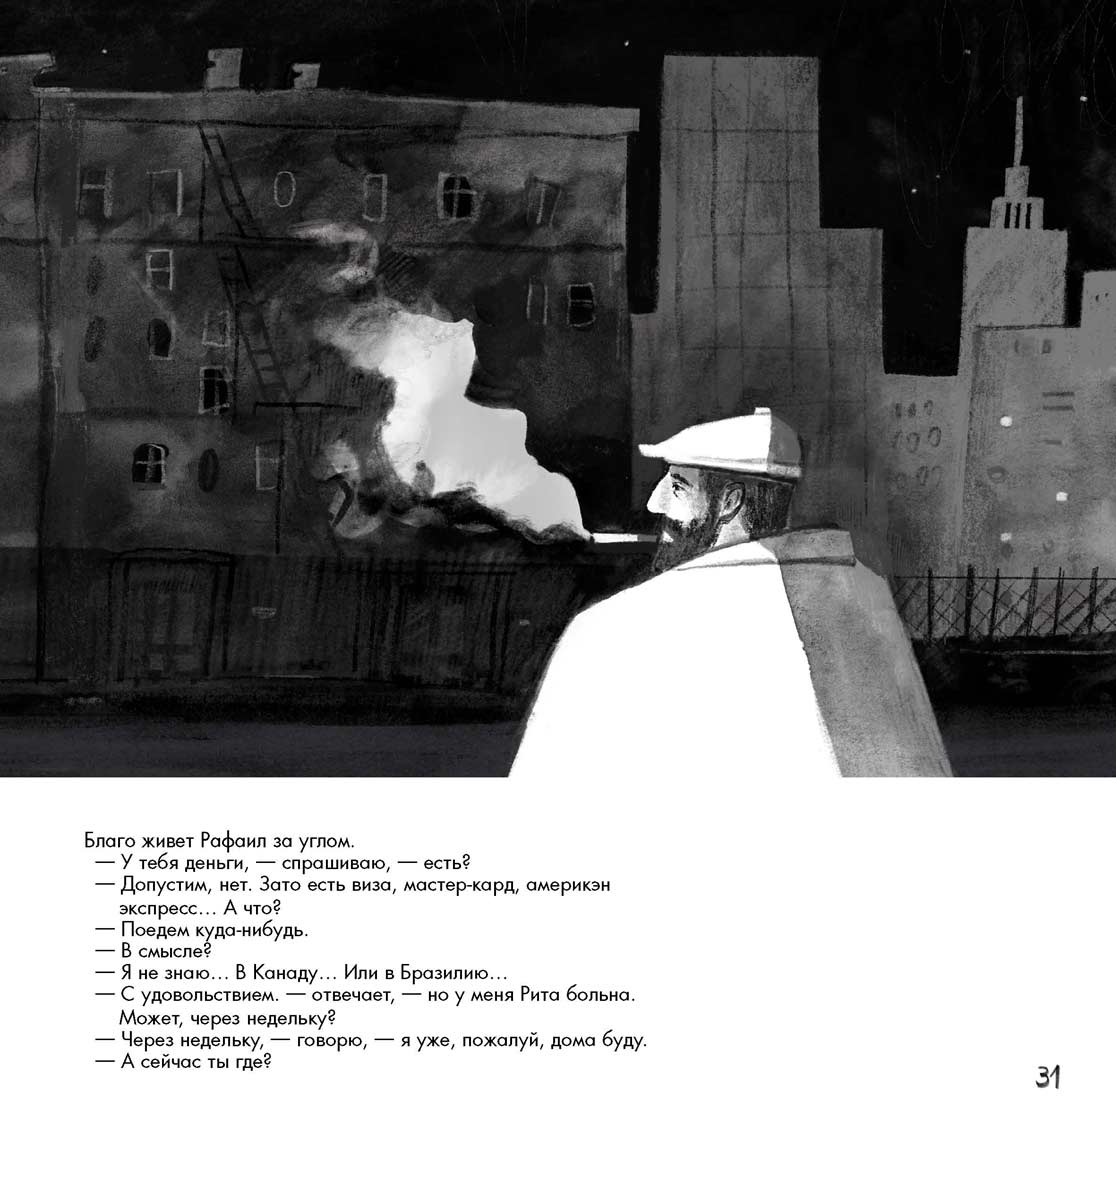 Благо живет Рафаил за углом.
— У тебя деньги, — спрашиваю, — есть?
— Допустим, нет. Зато есть виза, мастер-кард, америкэн
экспресс... А что?
— Поедем куда-нибудь.
— В смысле?
— Я не знаю... В Канаду... Или в Бразилию...
— С удовольствием. — отвечает, — но у меня Рита больна.
Может, через недельку?
— Через недельку, — говорю, — я уже, пожалуй, дома буду.
— А сейчас ты где?
31